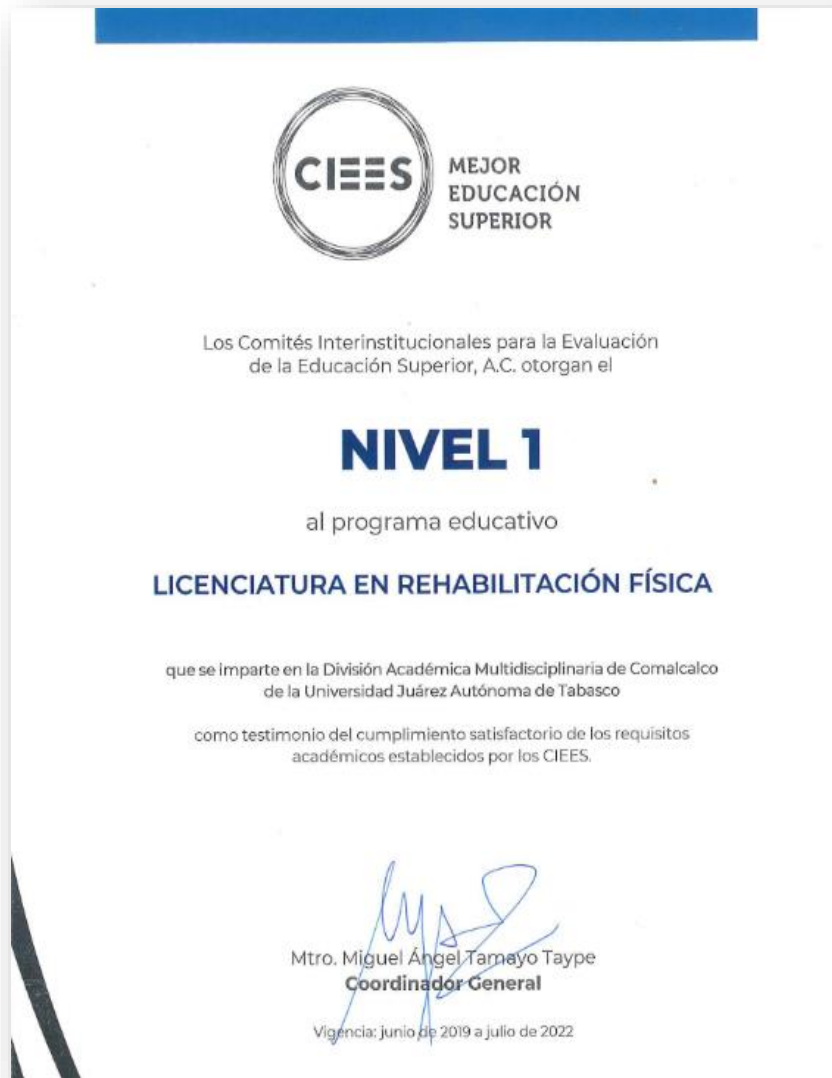 CIEES
MEJOR
EDUCACIÓN
SUPERIOR
Los Comités Interinstitucionales para la Evaluación
de la Educación Superior, A.C. otorgan el
NIVEL 1
al programa educativo
LICENCIATURA EN REHABILITACIÓN FÍSICA
que se imparte en la División Académica Multidisciplinaria de Comalcalco
de la Universidad Juárez Autónoma de Tabasco
como testimonio del cumplimiento satisfactorio de los requisitos
académicos establecidos por los CIEES.
Mtro. Miguel Ángel Tamayo Taype
Coordinador General
Vigencia: junio de 2019 a julio de 2022